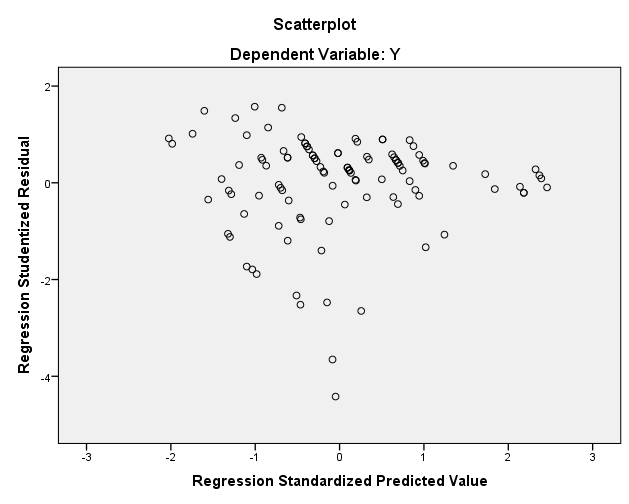 Scatterplot
Dependent Variable: Y
Regression Studentized Residual
2
0
-2
-4
-3 -2 -1 0 1 2 3
Regression Standardized Predicted Value